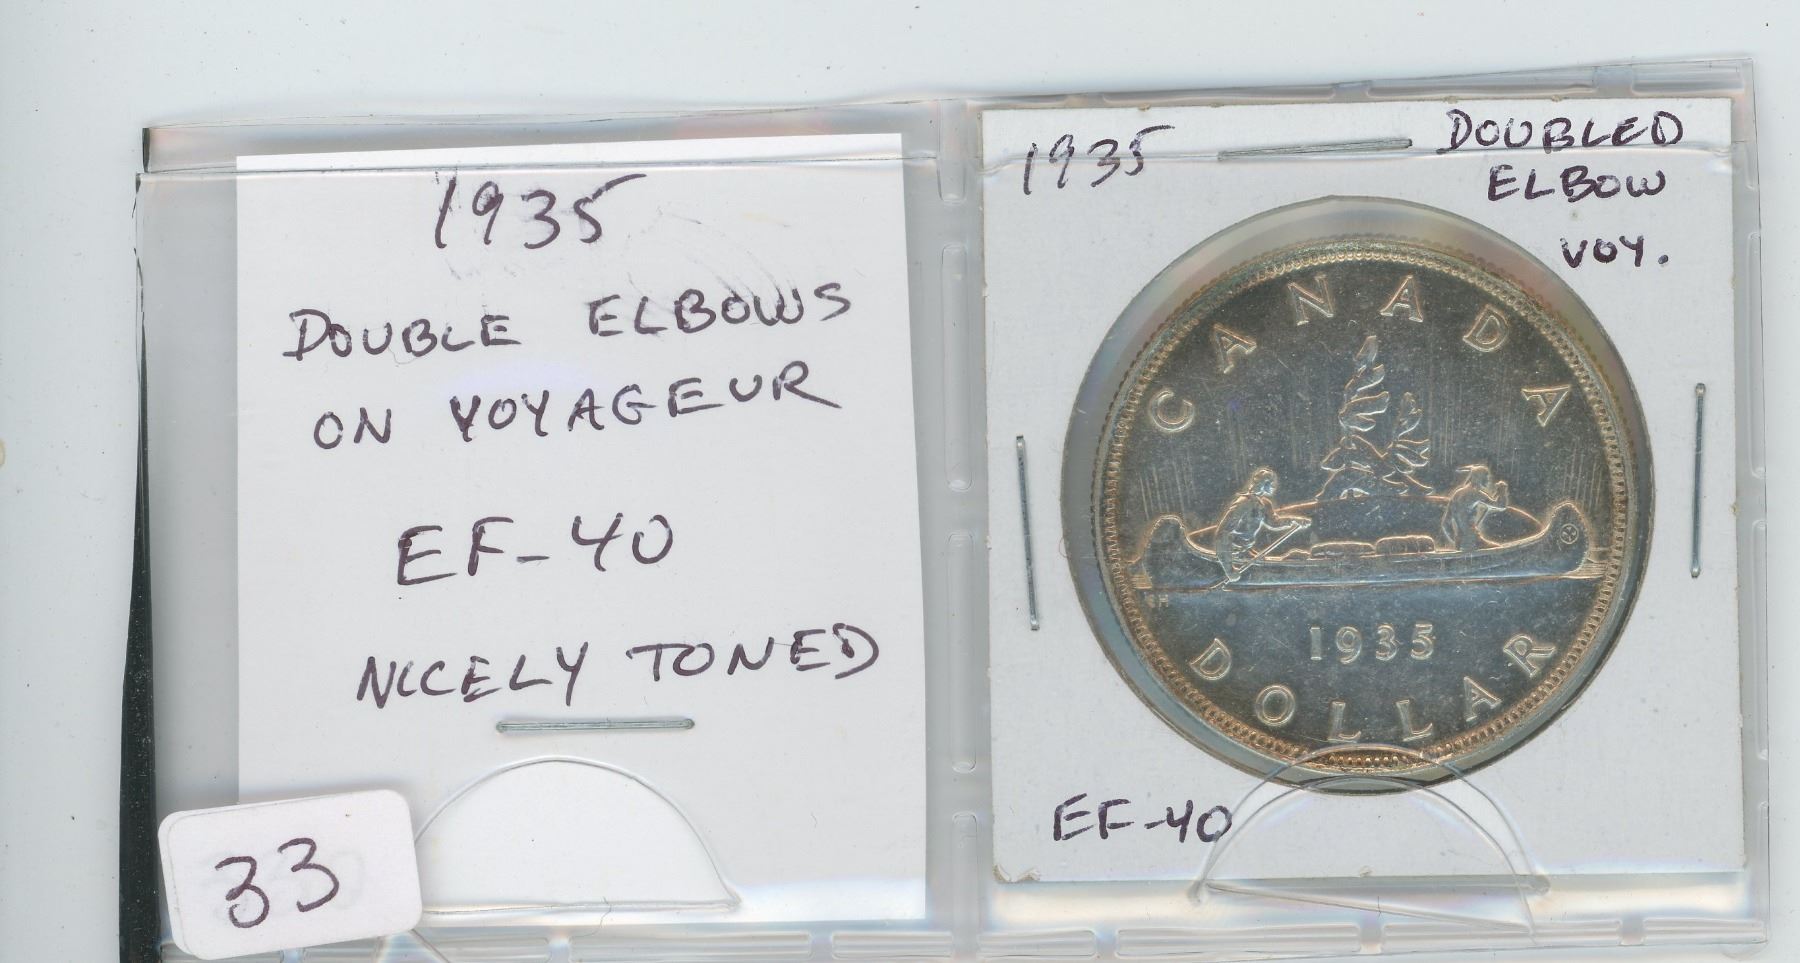 1935
DOUBLE ELBOWS
ON VOYAGEUR
EF-40
NICELY TONED
33
1935
DOUBLED
ELBOW
VOY.
CANADA
EH
1935
DOLLAR
EF-40